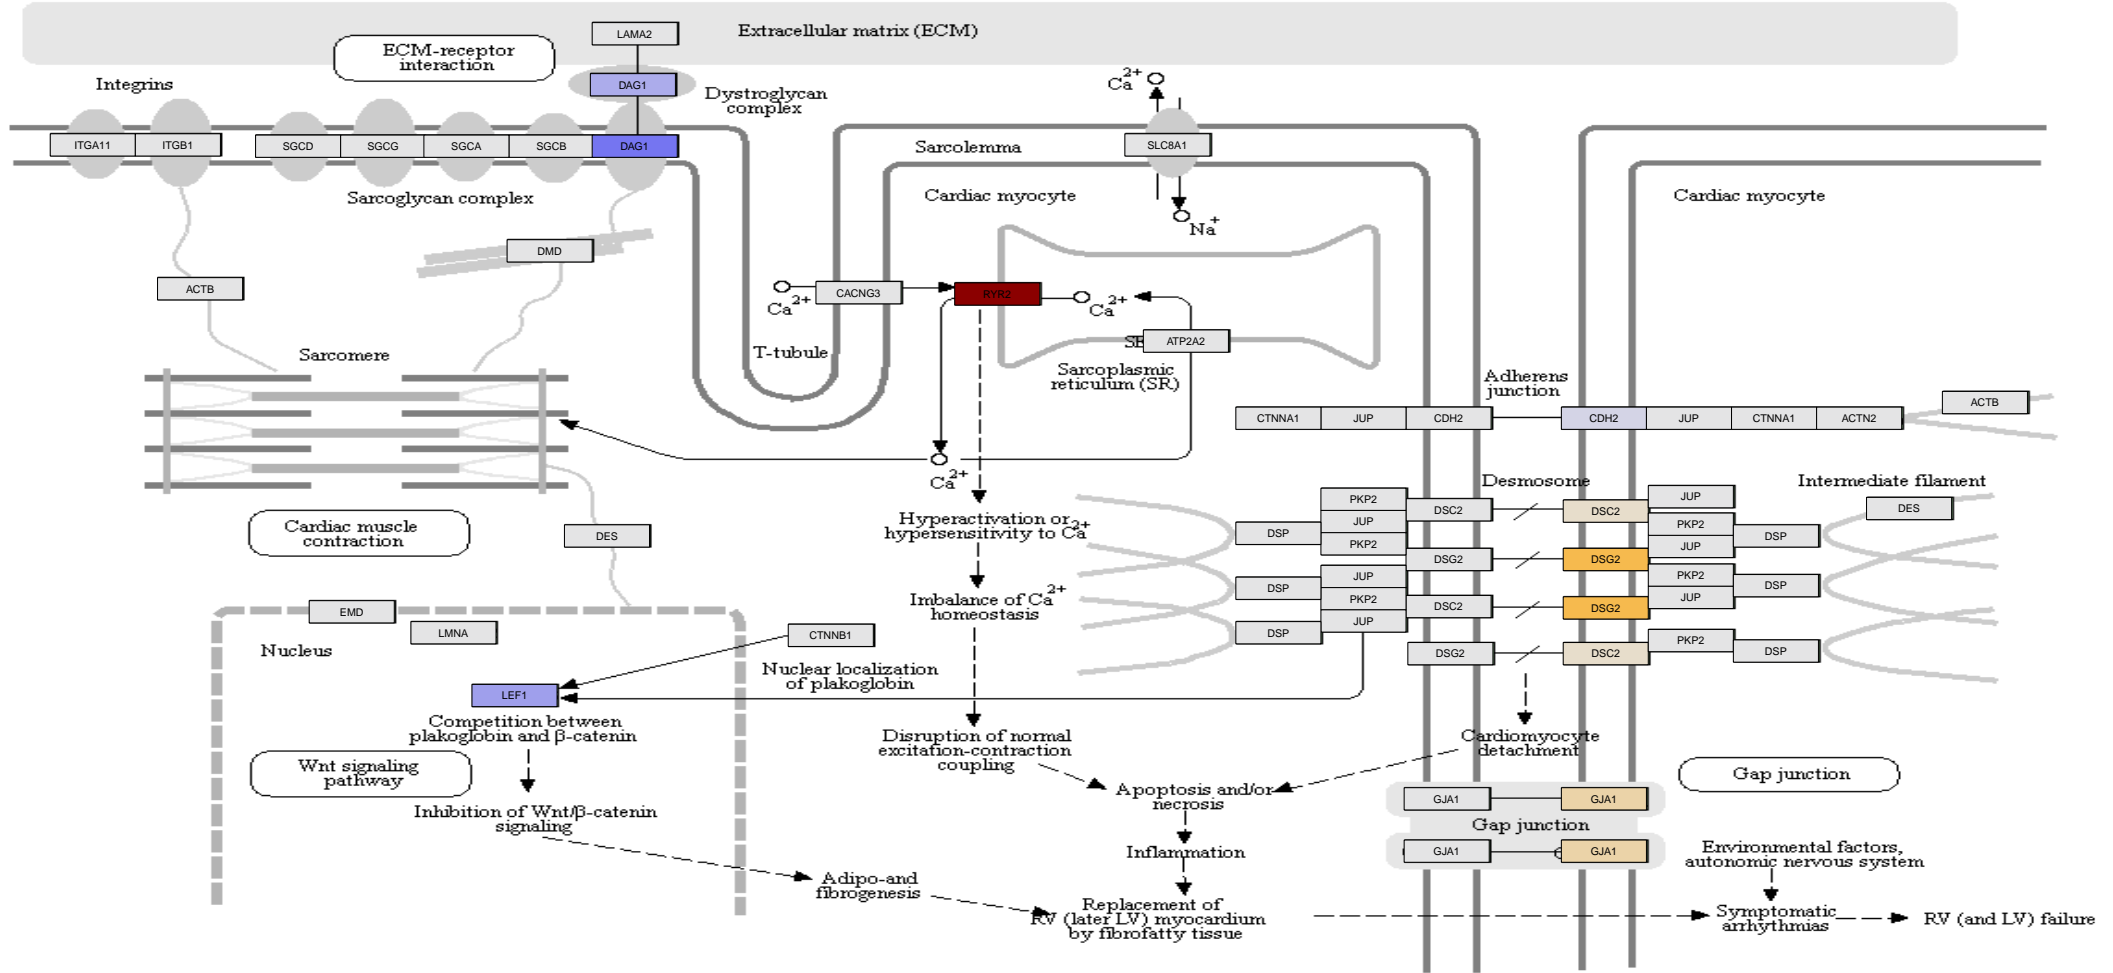 LAMA2
Extracellular matrix (ECM)
ECM-receptor
interaction
Integrins
DAG1
Dystroglycan
complex
Ca2+
ITGA11
ITGB1
SGCD
SGCG
SGCA
SGCB
DAG1
Sarcolemma
SLC8A1
Sarcoglycan complex
Cardiac myocyte
Cardiac myocyte
Na+
DMD
ACTB
Ca2+
CACNG3
RYR2
Ca2+
T-tubule
ATP2A2
Sarcoplasmic
reticulum (SR)
Sarcomere
Adherens
junction
CTNNA1
JUP
CDH2
CDH2
JUP
CTNNA1
ACTN2
ACTB
Ca2+
Desmosome
Intermediate filament
Cardiac muscle
contraction
DES
Hyperactivation or
hypersensitivity to Ca2+
PKP2
JUP
PKP2
DSP
DSC2
DSC2
JUP
PKP2
JUP
DSP
DES
DSG2
DSG2
JUP
PKP2
JUP
DSP
DSC2
DSG2
PKP2
JUP
DSP
DSP
DSG2
DSC2
PKP2
DSP
Imbalance of Ca2+
homeostasis
EMD
LMNA
Nucleus
CTNNB1
Nuclear localization
of plakoglobin
LEF1
Competition between
plakoglobin and β-catenin
Wnt signaling
pathway
Inhibition of Wnt/β-catenin
signaling
Disruption of normal
excitation-contraction
coupling
Cardiomyocyte
detachment
Apoptosis and/or
necrosis
Gap junction
GJA1
GJA1
Gap junction
GJA1
GJA1
Inflammation
Environmental factors,
autonomic nervous system
Adipo-and
fibrogenesis
Replacement of
RV (later LV) myocardium
by fibrofatty tissue
Symptomatic
arrhythmias
RV (and LV) failure